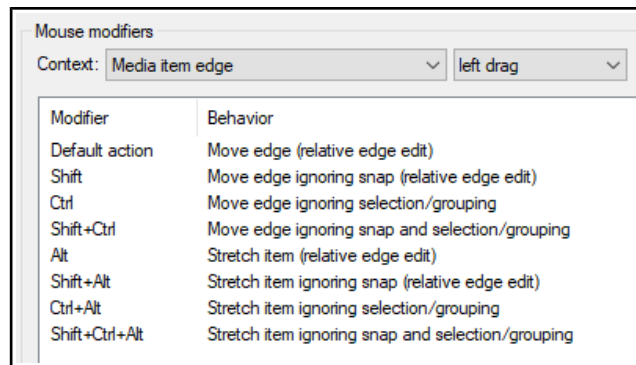 Mouse modifiers
Context: Media item edge left drag
Modifier Behavior
Default action Move edge (relative edge edit)
Shift Move edge ignoring snap (relative edge edit)
Ctrl Move edge ignoring selection/grouping
Shift+Ctrl Move edge ignoring snap and selection/grouping
Alt Stretch item (relative edge edit)
Shift+Alt Stretch item ignoring snap (relative edge edit)
Ctrl+Alt Stretch item ignoring selection/grouping
Shift+Ctrl+Alt Stretch item ignoring snap and selection/grouping